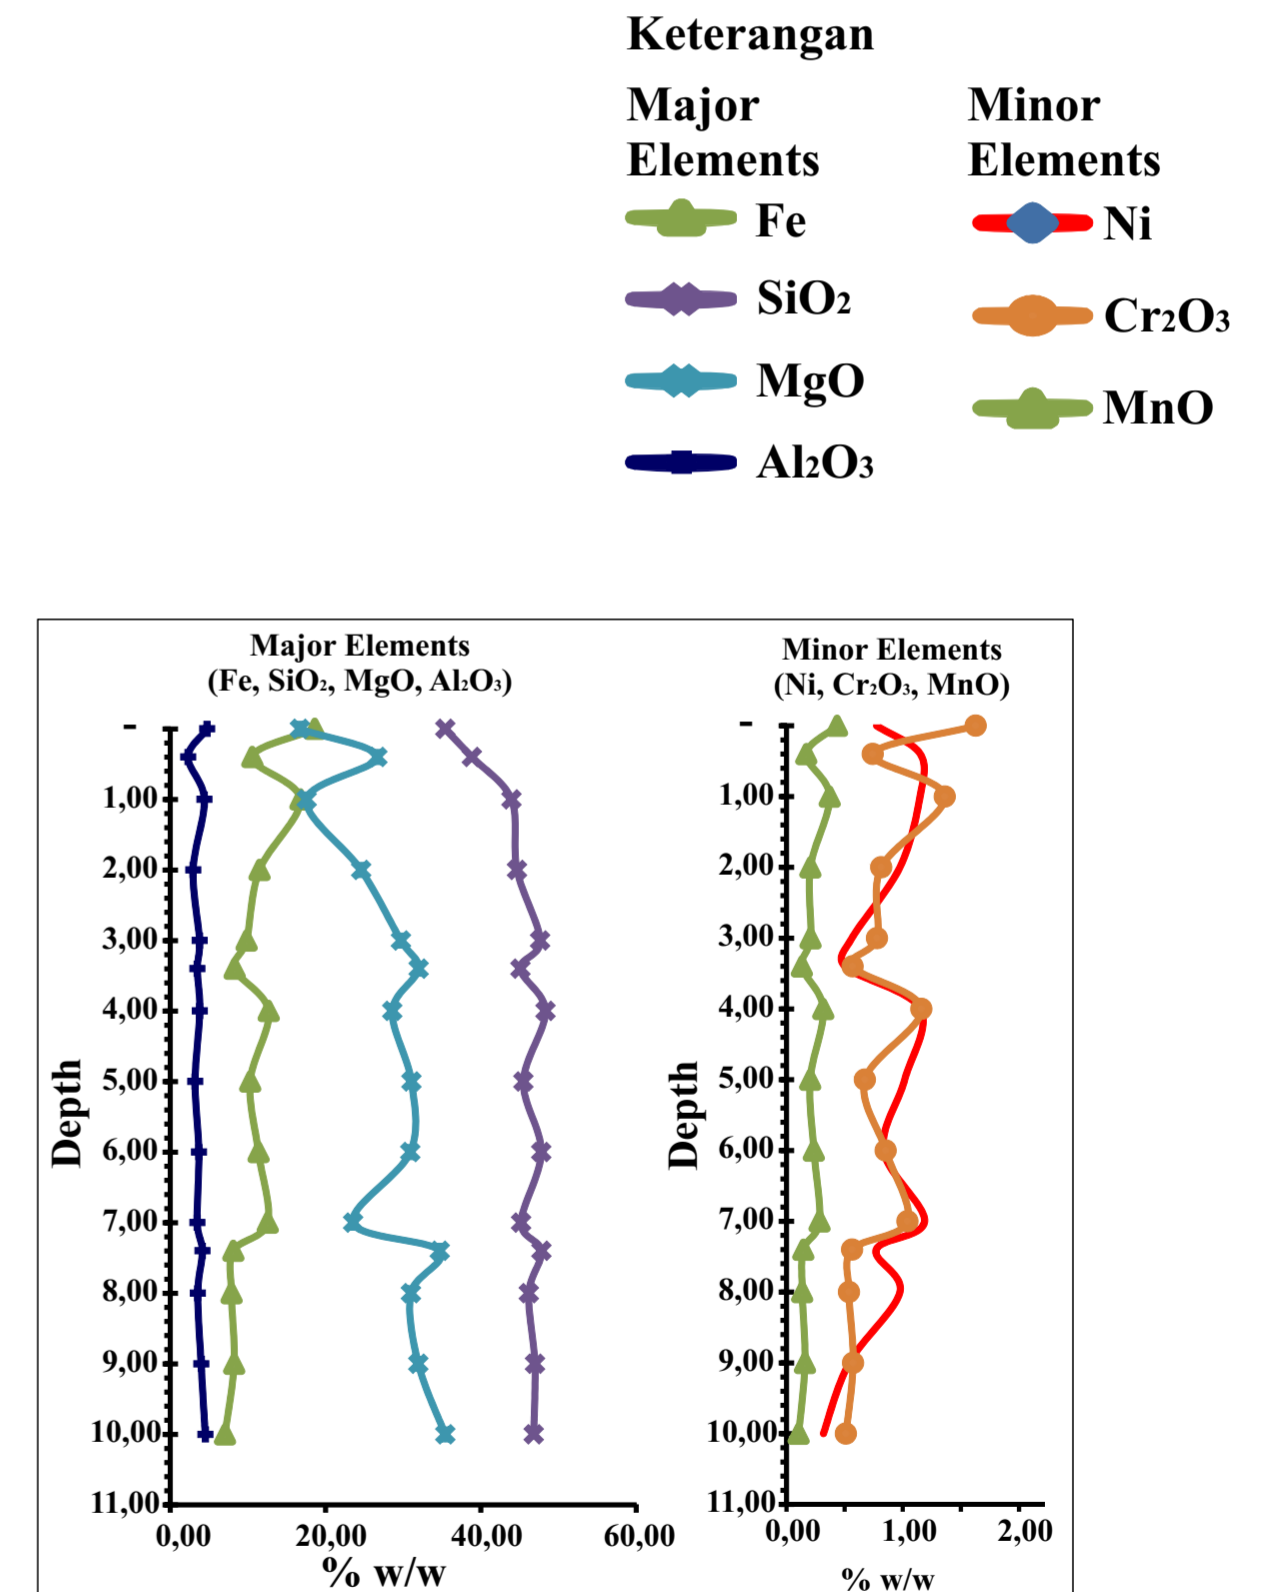 Keterangan
Major
Elements
Minor
Elements
Fe
SiO₂
MgO
Al₂O₃
Ni
Cr₂O₃
MnO
Major Elements
(Fe, SiO₂, MgO, Al₂O₃)
-
1,00
2,00
3,00
4,00
5,00
6,00
7,00
8,00
9,00
10,00
11,00
Depth
0,00 20,00 40,00 60,00
% w/w
Minor Elements
(Ni, Cr₂O₃, MnO)
-
1,00
2,00
3,00
4,00
5,00
6,00
7,00
8,00
9,00
10,00
11,00
Depth
0,00 1,00 2,00
% w/w